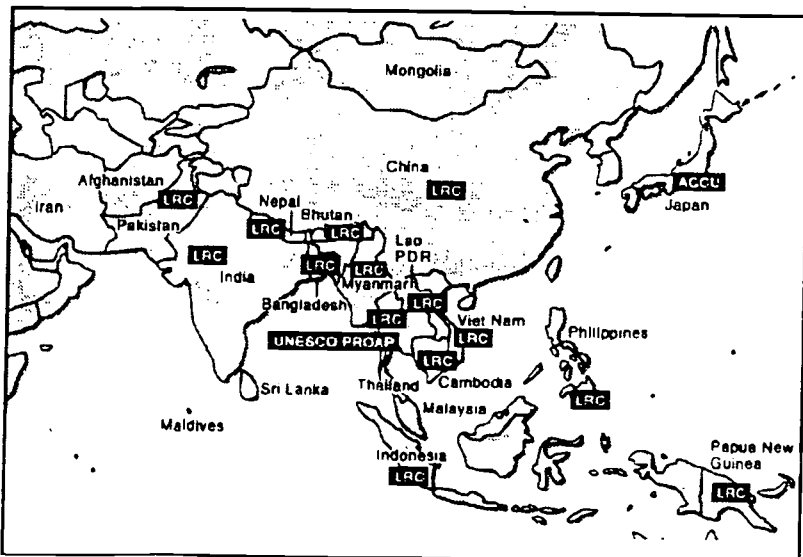 Mongolia
China
LRC
Afghanistan
LRC
Iran
Pakistan
Nepal
LRC
Bhutan
LRC
ACCU
Japan
LRC
India
LRC
Bangladesh
LRC
Myanmar
Lao
PDR
LRC
LRC
Viet Nam
LRC
UNESCO PROAP
LRC
Philippines
LRC
Thailand
Cambodia
Sri Lanka
Malaysia
Maldives
Indonesia
LRC
Papua New
Guinea
LRC